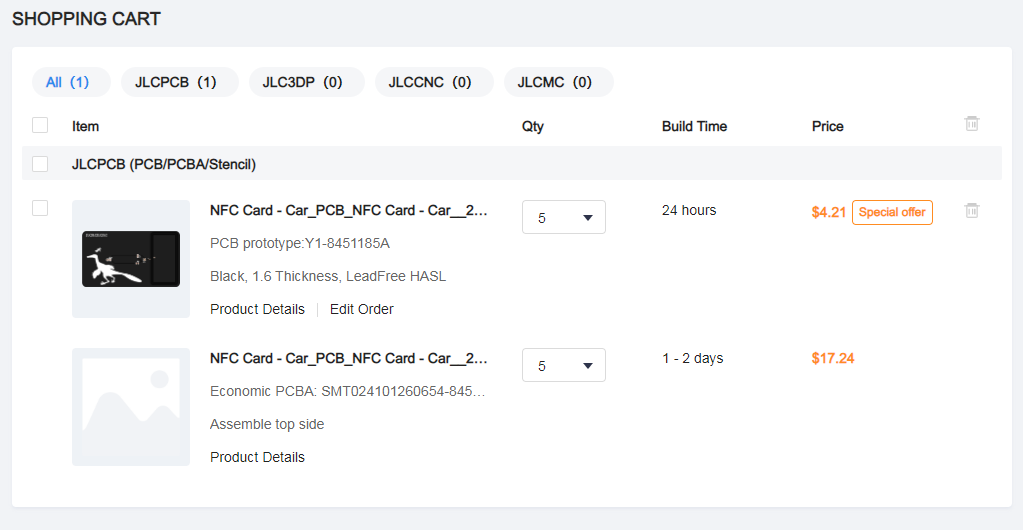 SHOPPING CART
All (1) JLCPCB (1) JLC3DP (0) JLCCNC (0) JLCMC (0)
Item Qty Build Time Price
JLCPCB (PCB/PCBA/Stencil)
NFC Card - Car_PCB_NFC Card - Car__2... 5 24 hours $4.21 Special offer
PCB prototype:Y1-8451185A
Black, 1.6 Thickness, LeadFree HASL
Product Details Edit Order
NFC Card - Car_PCB_NFC Card - Car__2... 5 1 - 2 days $17.24
Economic PCBA: SMT024101260654-845...
Assemble top side
Product Details